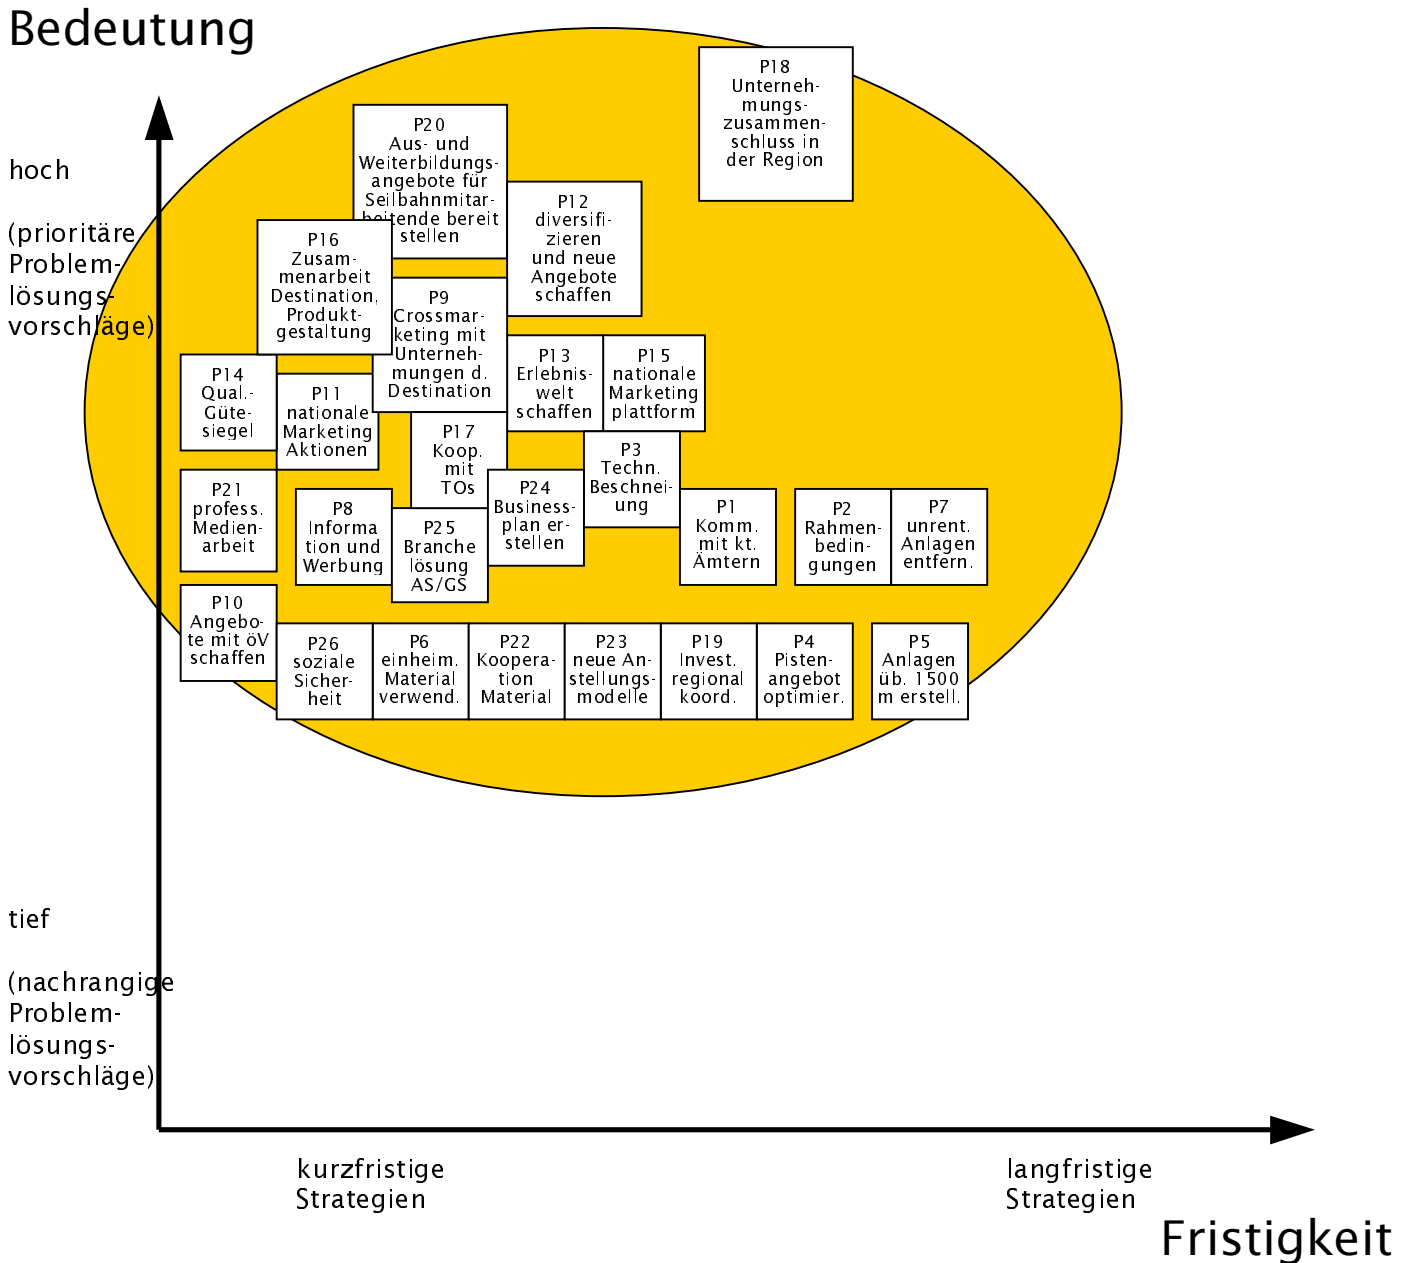 Bedeutung
hoch
(prioritäre
Problem-
lösungs-
vorschläge)
P18
Unterneh-
mungs-
zusammen-
schluss in
der Region
P20
Aus- und
Weiterbildungs-
angebote für
Seilbahnmitar-
beitende bereit
stellen
P12
diversifi-
zieren
und neue
Angebote
schaffen
P16
Zusam-
menarbeit
Destination,
Produkt-
gestaltung
P9
Crossmar-
keting mit
Unterneh-
mungen d.
Destination
P13
Erlebnis-
welt
schaffen
P15
nationale
Marketing
plattform
P14
Qual.-
Güte-
siegel
P11
nationale
Marketing
Aktionen
P17
Koop.
mit
TOs
P3
Techn.
Beschnei-
ung
P21
profess.
Medien-
arbeit
P8
Informa
tion und
Werbung
P25
Branche
lösung
AS/GS
P24
Business-
plan er-
stellen
P1
Komm.
mit kt.
Ämtern
P2
Rahmen-
bedin-
gungen
P7
unrent.
Anlagen
entfern.
P10
Angebo-
te mit öV
schaffen
P26
soziale
Sicher-
heit
P6
einheim.
Material
verwend.
P22
Koopera-
tion
Material
P23
neue An-
stellungs-
modelle
P19
Invest.
regional
koord.
P4
Pisten-
angebot
optimier.
P5
Anlagen
üb. 1500
m erstell.
tief
(nachrangige
Problem-
lösungs-
vorschläge)
kurzfristige
Strategien
langfristige
Strategien
Fristigkeit